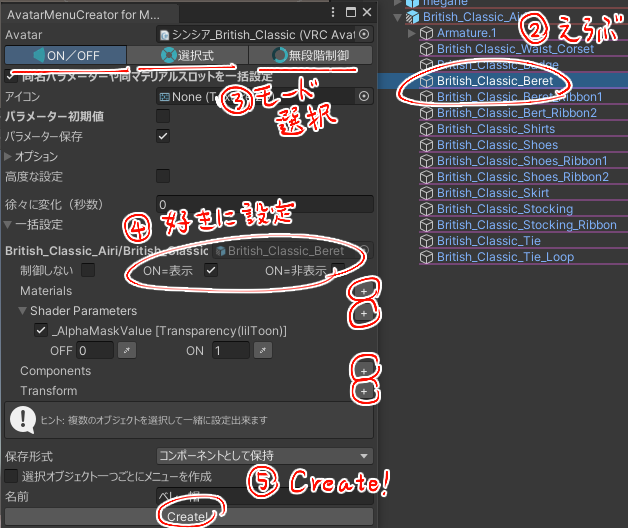 AvatarMenuCreator for M...
Avatar シンシア_British_Classic (VRC Avat
ON／OFF 選択式 無段階制御
同名パラメーターや同マテリアルスロットを一括設定
アイコン None (T
③モード
選択
パラメーター初期値
パラメーター保存
オプション
高度な設定
徐々に変化（秒数） 0
一括設定
④ 好きに設定
British_Classic_Airi/British_Classic British_Classic_Beret
制御しない ON=表示 ON=非表示
Materials +
Shader Parameters +
_AlphaMaskValue [Transparency(lilToon)]
OFF 0 ON 1
Components +
Transform +
ヒント: 複数のオブジェクトを選択して一緒に設定出来ます
保存形式 コンポーネントとして保持
選択オブジェクト一つごとにメニューを作成
⑤ Create!
名前 ベレー帽
Create!
megane
British_Classic_Airi
② えらぶ
Armature.1
British Classic_Waist_Corset
British_Classic_Badge
British_Classic_Beret
British_Classic_Beret_Ribbon1
British_Classic_Bert_Ribbon2
British_Classic_Shirts
British_Classic_Shoes
British_Classic_Shoes_Ribbon1
British_Classic_Shoes_Ribbon2
British_Classic_Skirt
British_Classic_Stocking
British_Classic_Stocking_Ribbon
British_Classic_Tie
British_Classic_Tie_Loop